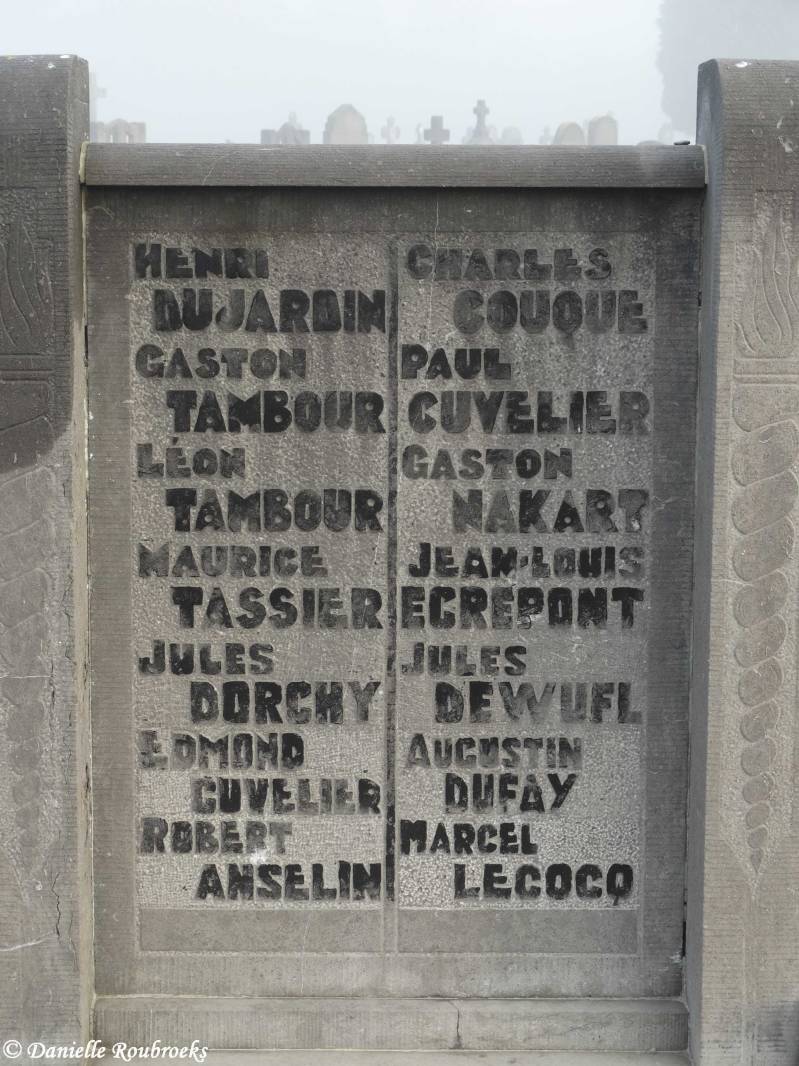 HENRI
DUJARDIN
GASTON
TAMBOUR
LÉON
TAMBOUR
MAURICE
TASSIER
JULES
DORCHY
EDMOND
CUVELIER
ROBERT
ANSELIN
CHARLES
COUQUE
PAUL
CUVELIER
GASTON
NAKART
JEAN-LOUIS
ECREPONT
JULES
DEWUFL
AUGUSTIN
DUFAY
MARCEL
LECOCQ
© Danielle Roubroeks